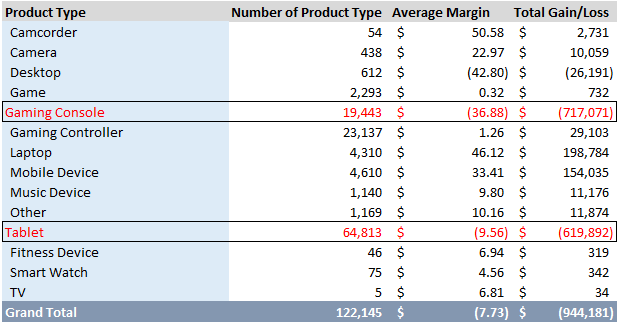 Product Type Number of Product Type Average Margin Total Gain/Loss
Camcorder 54 $ 50.58 $ 2,731
Camera 438 $ 22.97 $ 10,059
Desktop 612 $ (42.80) $ (26,191)
Game 2,293 $ 0.32 $ 732
Gaming Console 19,443 $ (36.88) $ (717,071)
Gaming Controller 23,137 $ 1.26 $ 29,103
Laptop 4,310 $ 46.12 $ 198,784
Mobile Device 4,610 $ 33.41 $ 154,035
Music Device 1,140 $ 9.80 $ 11,176
Other 1,169 $ 10.16 $ 11,874
Tablet 64,813 $ (9.56) $ (619,892)
Fitness Device 46 $ 6.94 $ 319
Smart Watch 75 $ 4.56 $ 342
TV 5 $ 6.81 $ 34
Grand Total 122,145 $ (7.73) $ (944,181)